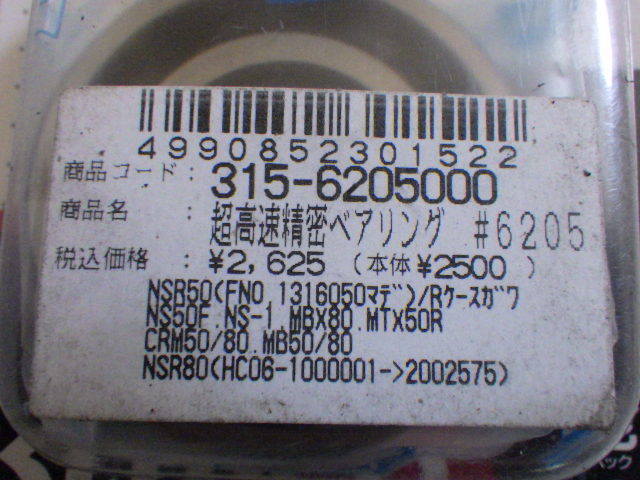 4990852301522
商品コード : 315-6205000
商品名 : 超高速精密ベアリング #6205
税込価格 : ¥2,625 (本体¥2500)
NSR50(FNO 1316050マデ)/Rケースガワ
NS50F.NS-1.MBX80.MTX50R
CRM50/80.MB50/80
NSR80(HC06-1000001->2002575)
ック